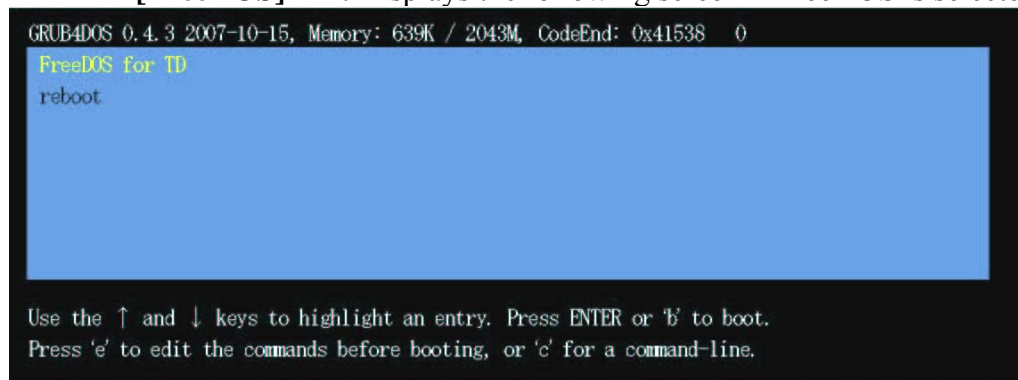 GRUB4DOS 0.4.3 2007-10-15, Memory: 639K / 2043M, CodeEnd: 0x41538 0
FreeDOS for TD
reboot
Use the ↑ and ↓ keys to highlight an entry. Press ENTER or 'b' to boot.
Press 'e' to edit the commands before booting, or 'c' for a command-line.